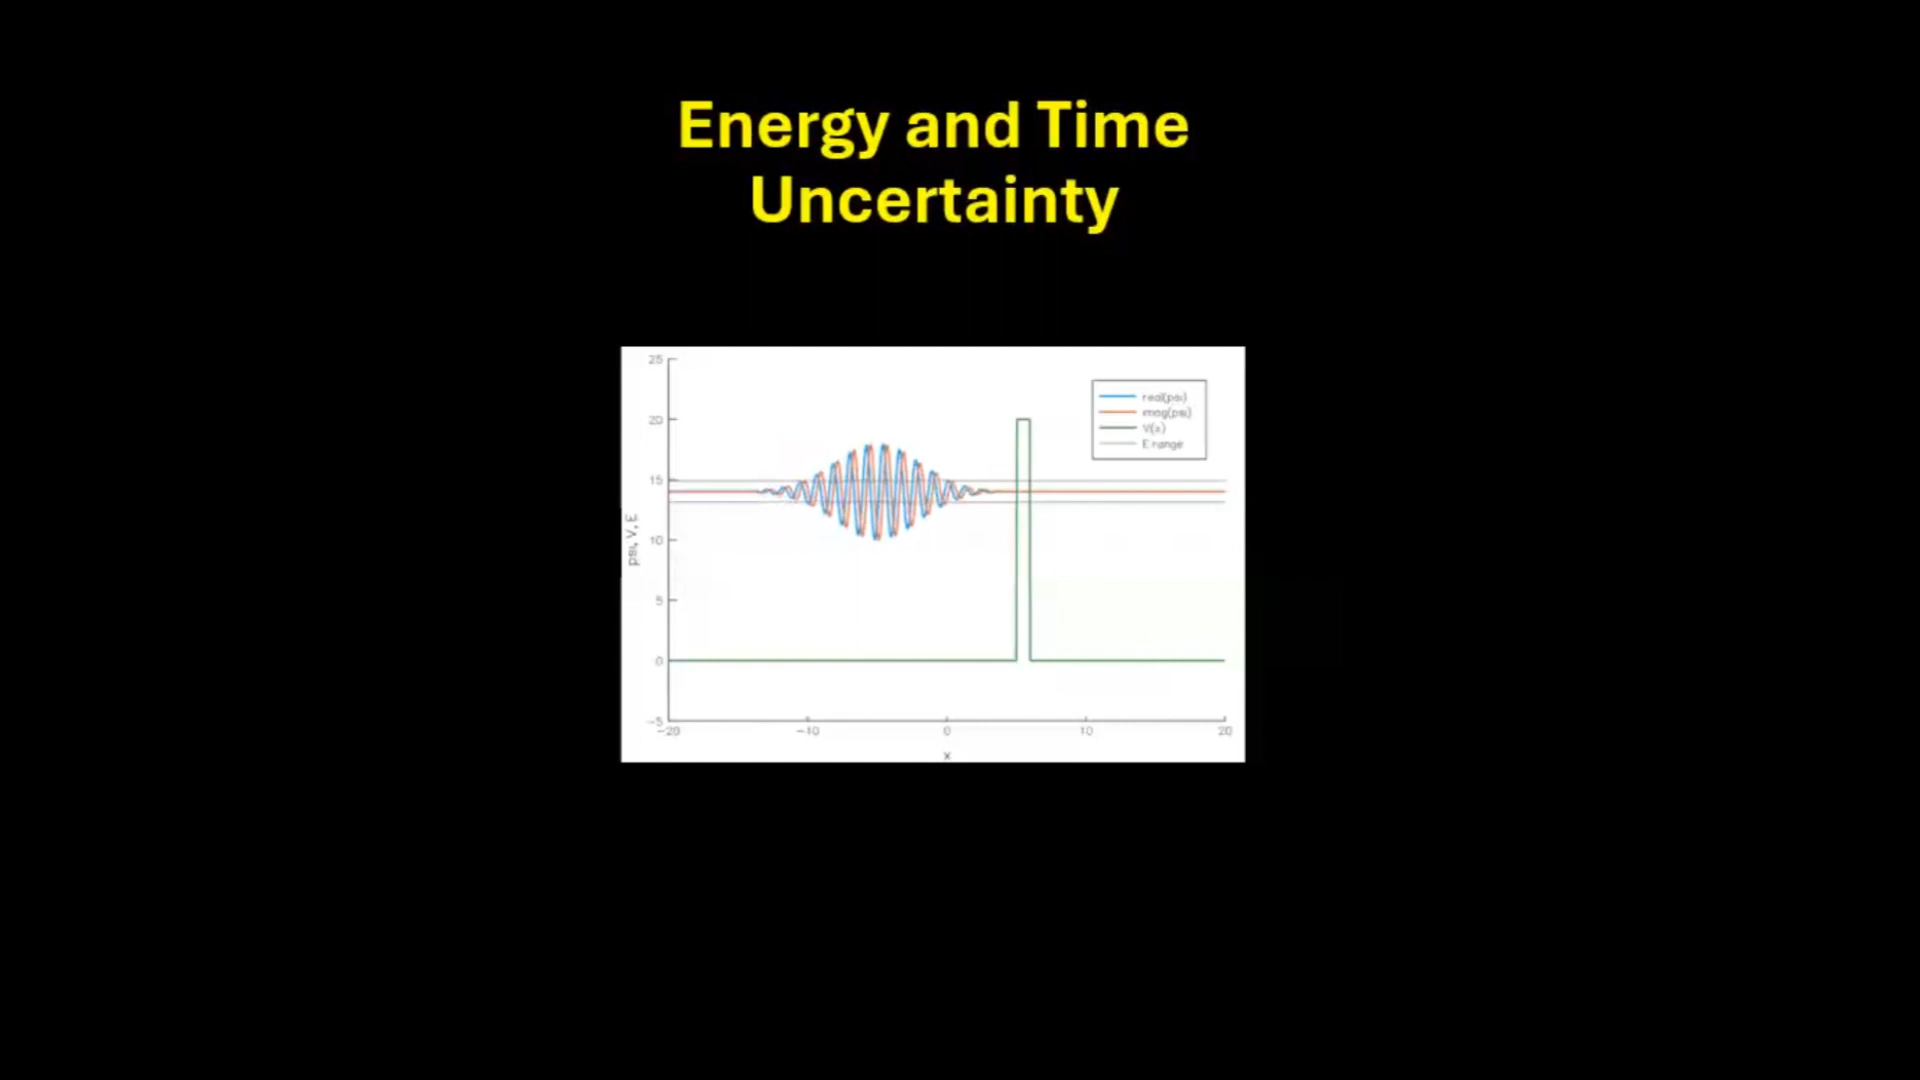 Energy and Time
Uncertainty
25
20
15
10
5
0
-5
psi, V, E
real(psi)
imag(psi)
V(x)
E range
-20 -10 0 10 20
x